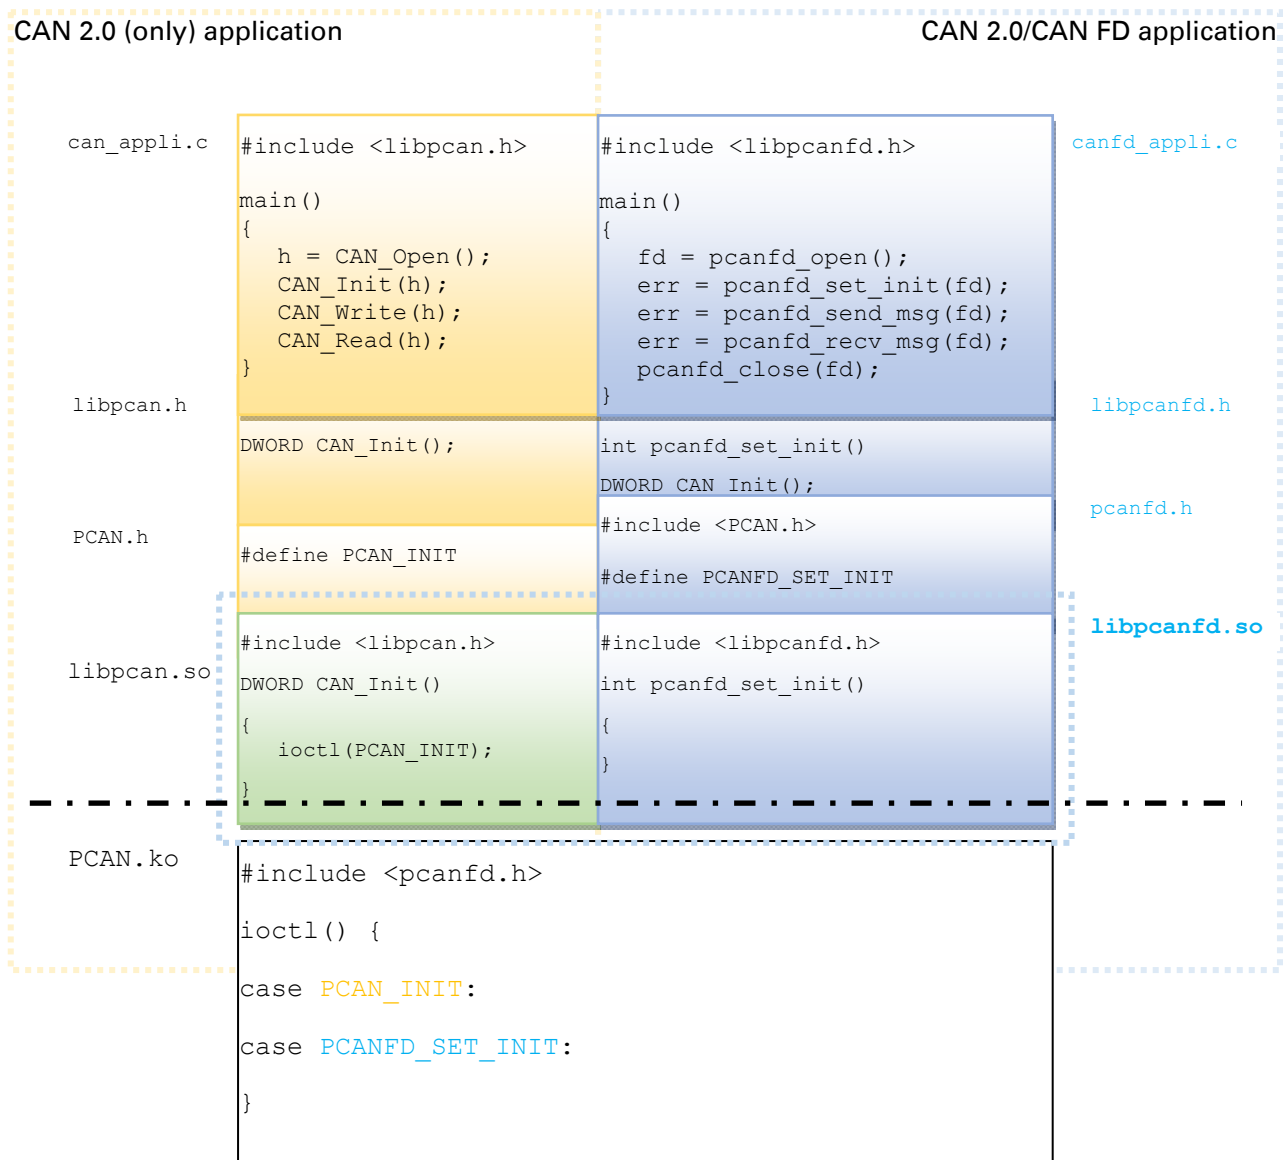 CAN 2.0 (only) application
CAN 2.0/CAN FD application
can_appli.c
#include <libpcan.h>
main()
{
h = CAN_Open();
CAN_Init(h);
CAN_Write(h);
CAN_Read(h);
}
#include <libpcanfd.h>
main()
{
fd = pcanfd_open();
err = pcanfd_set_init(fd);
err = pcanfd_send_msg(fd);
err = pcanfd_recv_msg(fd);
pcanfd_close(fd);
}
canfd_appli.c
libpcan.h
DWORD CAN_Init();
int pcanfd_set_init()
DWORD CAN_Init();
libpcanfd.h
PCAN.h
#define PCAN_INIT
#include <PCAN.h>
#define PCANFD_SET_INIT
pcanfd.h
libpcan.so
#include <libpcan.h>
DWORD CAN_Init()
{
ioctl(PCAN_INIT);
}
#include <libpcanfd.h>
int pcanfd_set_init()
{
}
libpcanfd.so
PCAN.ko
#include <pcanfd.h>
ioctl() {
case PCAN_INIT:
case PCANFD_SET_INIT:
}